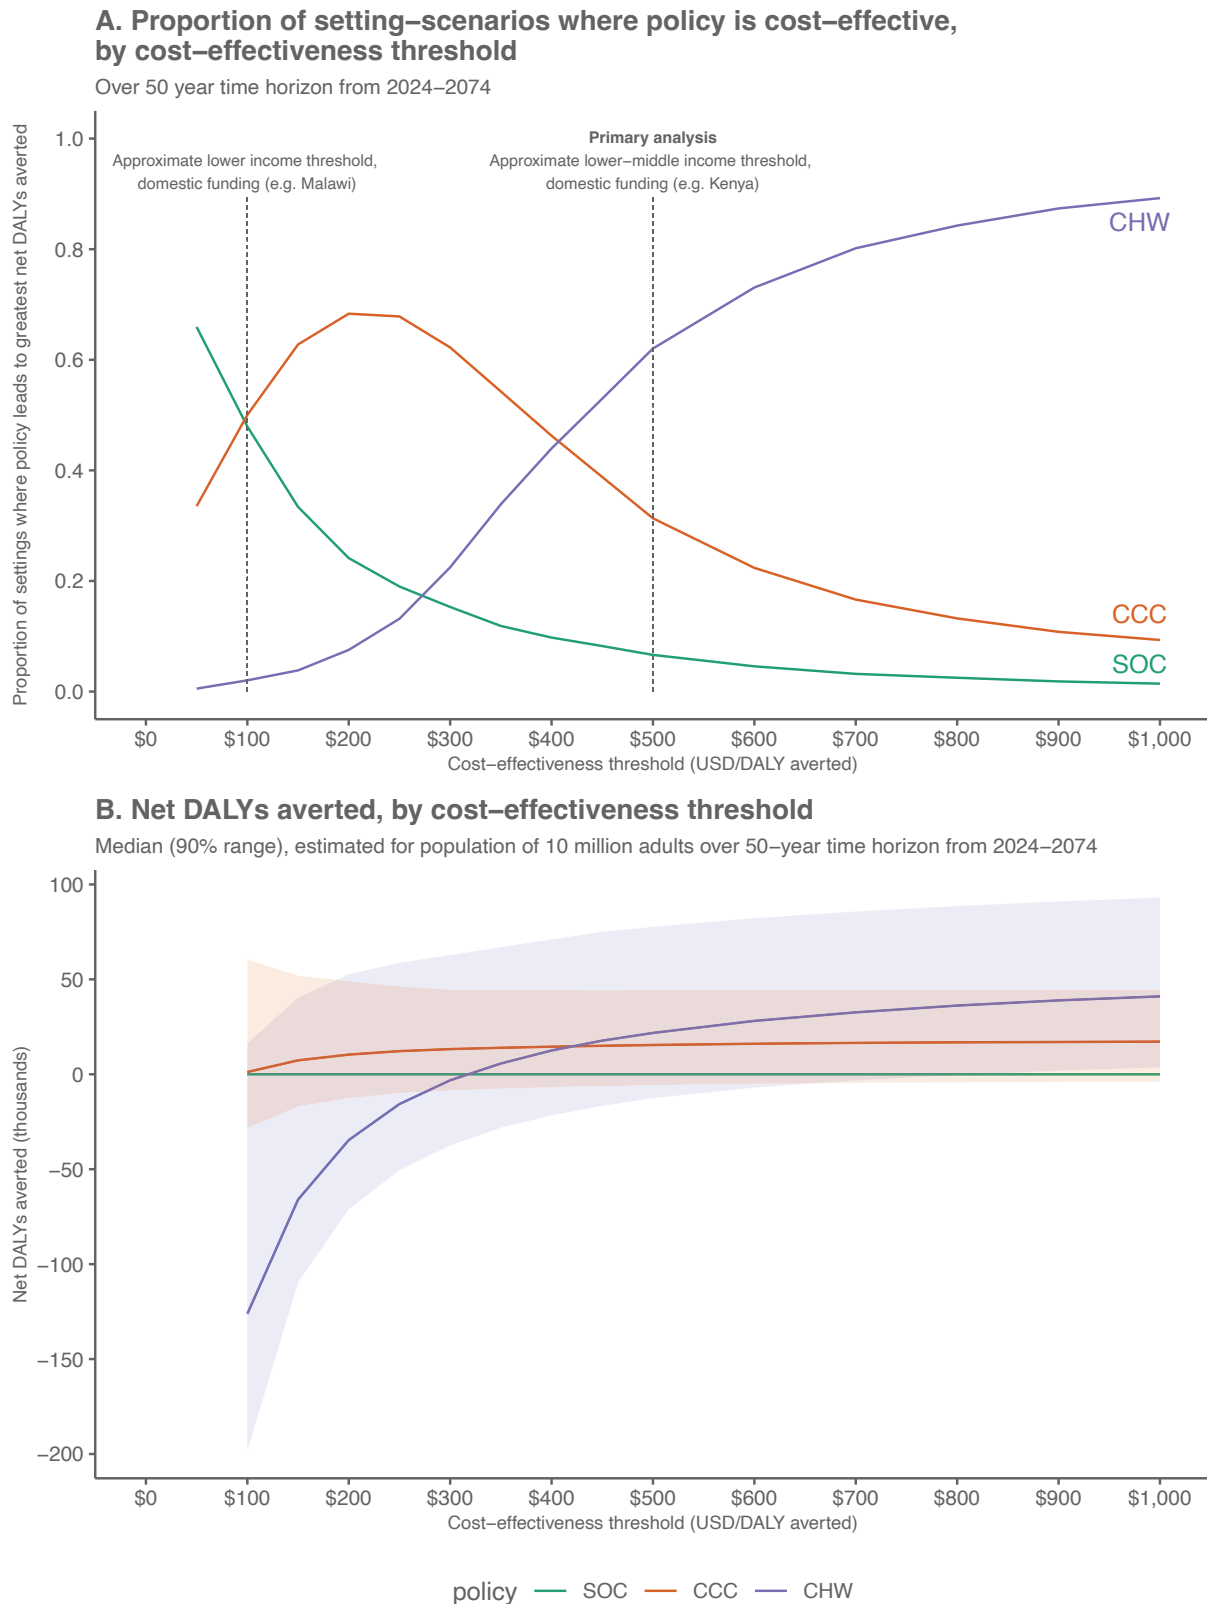 A. Proportion of setting–scenarios where policy is cost–effective,
by cost–effectiveness threshold
Over 50 year time horizon from 2024–2074
Proportion of settings where policy leads to greatest net DALYs averted
1.0
0.8
0.6
0.4
0.2
0.0
Approximate lower income threshold,
domestic funding (e.g. Malawi)
Primary analysis
Approximate lower–middle income threshold,
domestic funding (e.g. Kenya)
CHW
CCC
SOC
$0 $100 $200 $300 $400 $500 $600 $700 $800 $900 $1,000
Cost–effectiveness threshold (USD/DALY averted)
B. Net DALYs averted, by cost–effectiveness threshold
Median (90% range), estimated for population of 10 million adults over 50–year time horizon from 2024–2074
Net DALYs averted (thousands)
100
50
0
−50
−100
−150
−200
$0 $100 $200 $300 $400 $500 $600 $700 $800 $900 $1,000
Cost–effectiveness threshold (USD/DALY averted)
policy SOC CCC CHW